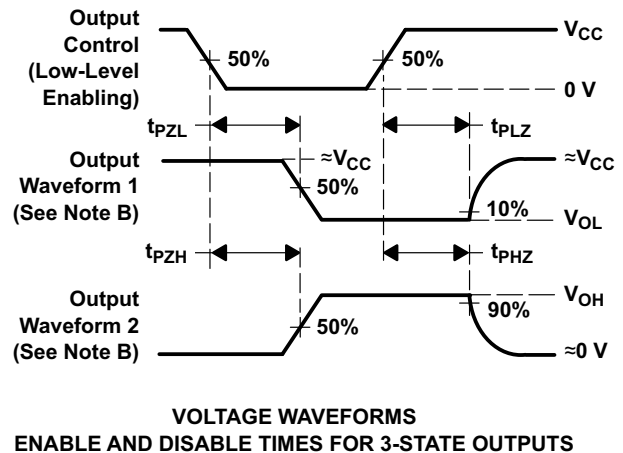 Output
Control
(Low-Level
Enabling)
50%
50%
VCC
0 V
tPZL
tPLZ
Output
Waveform 1
(See Note B)
≈VCC
50%
≈VCC
10%
VOL
tPZH
tPHZ
Output
Waveform 2
(See Note B)
50%
VOH
90%
≈0 V
VOLTAGE WAVEFORMS
ENABLE AND DISABLE TIMES FOR 3-STATE OUTPUTS